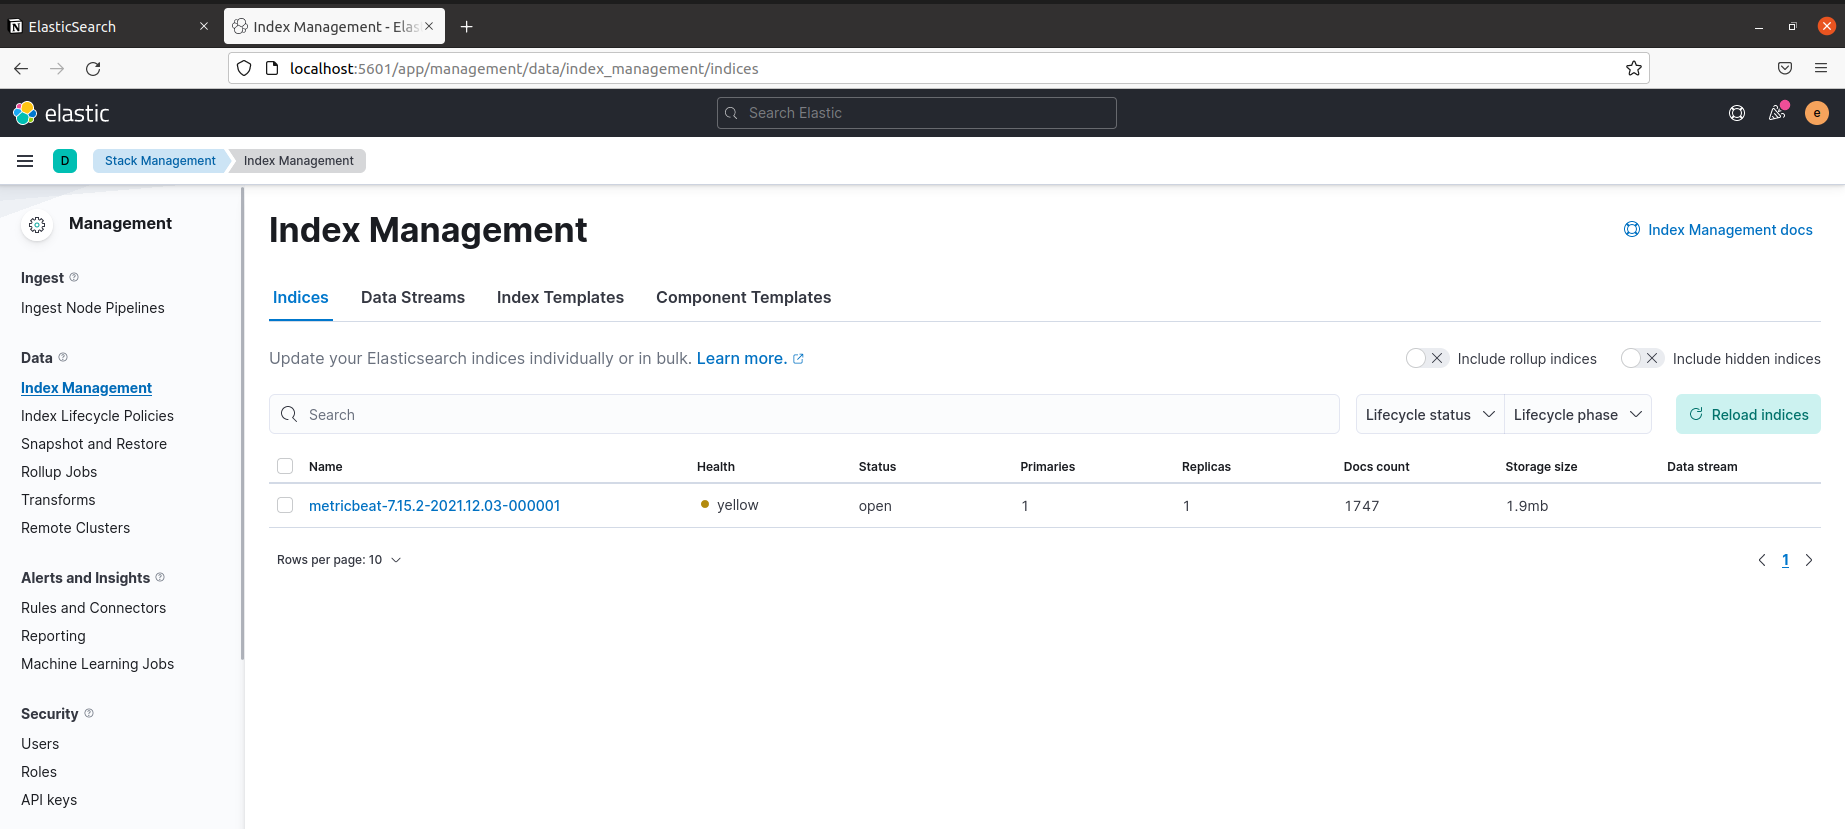 ElasticSearch
Index Management - Elas
localhost:5601/app/management/data/index_management/indices
elastic
Search Elastic
e
D
Stack Management
Index Management
Management
Ingest
Ingest Node Pipelines
Data
Index Management
Index Lifecycle Policies
Snapshot and Restore
Rollup Jobs
Transforms
Remote Clusters
Alerts and Insights
Rules and Connectors
Reporting
Machine Learning Jobs
Security
Users
Roles
API keys
Index Management
Index Management docs
Indices Data Streams Index Templates Component Templates
Update your Elasticsearch indices individually or in bulk. Learn more.
Include rollup indices
Include hidden indices
Search
Lifecycle status
Lifecycle phase
Reload indices
Name Health Status Primaries Replicas Docs count Storage size Data stream
metricbeat-7.15.2-2021.12.03-000001 yellow open 1 1 1747 1.9mb
Rows per page: 10
1